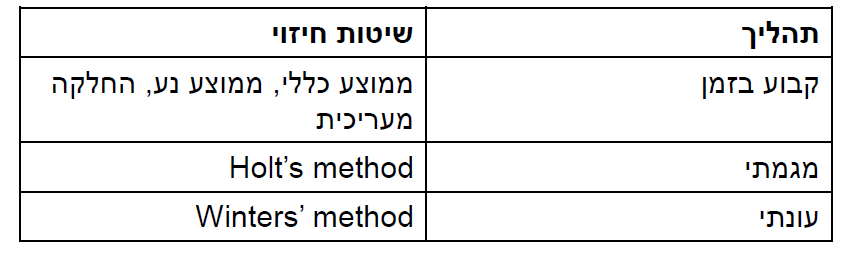 תהליך שיטות חיזוי
קבוע בזמן ממוצע כללי, ממוצע נע, החלקה
מעריכית
מגמתי Holt's method
עונתי Winters' method